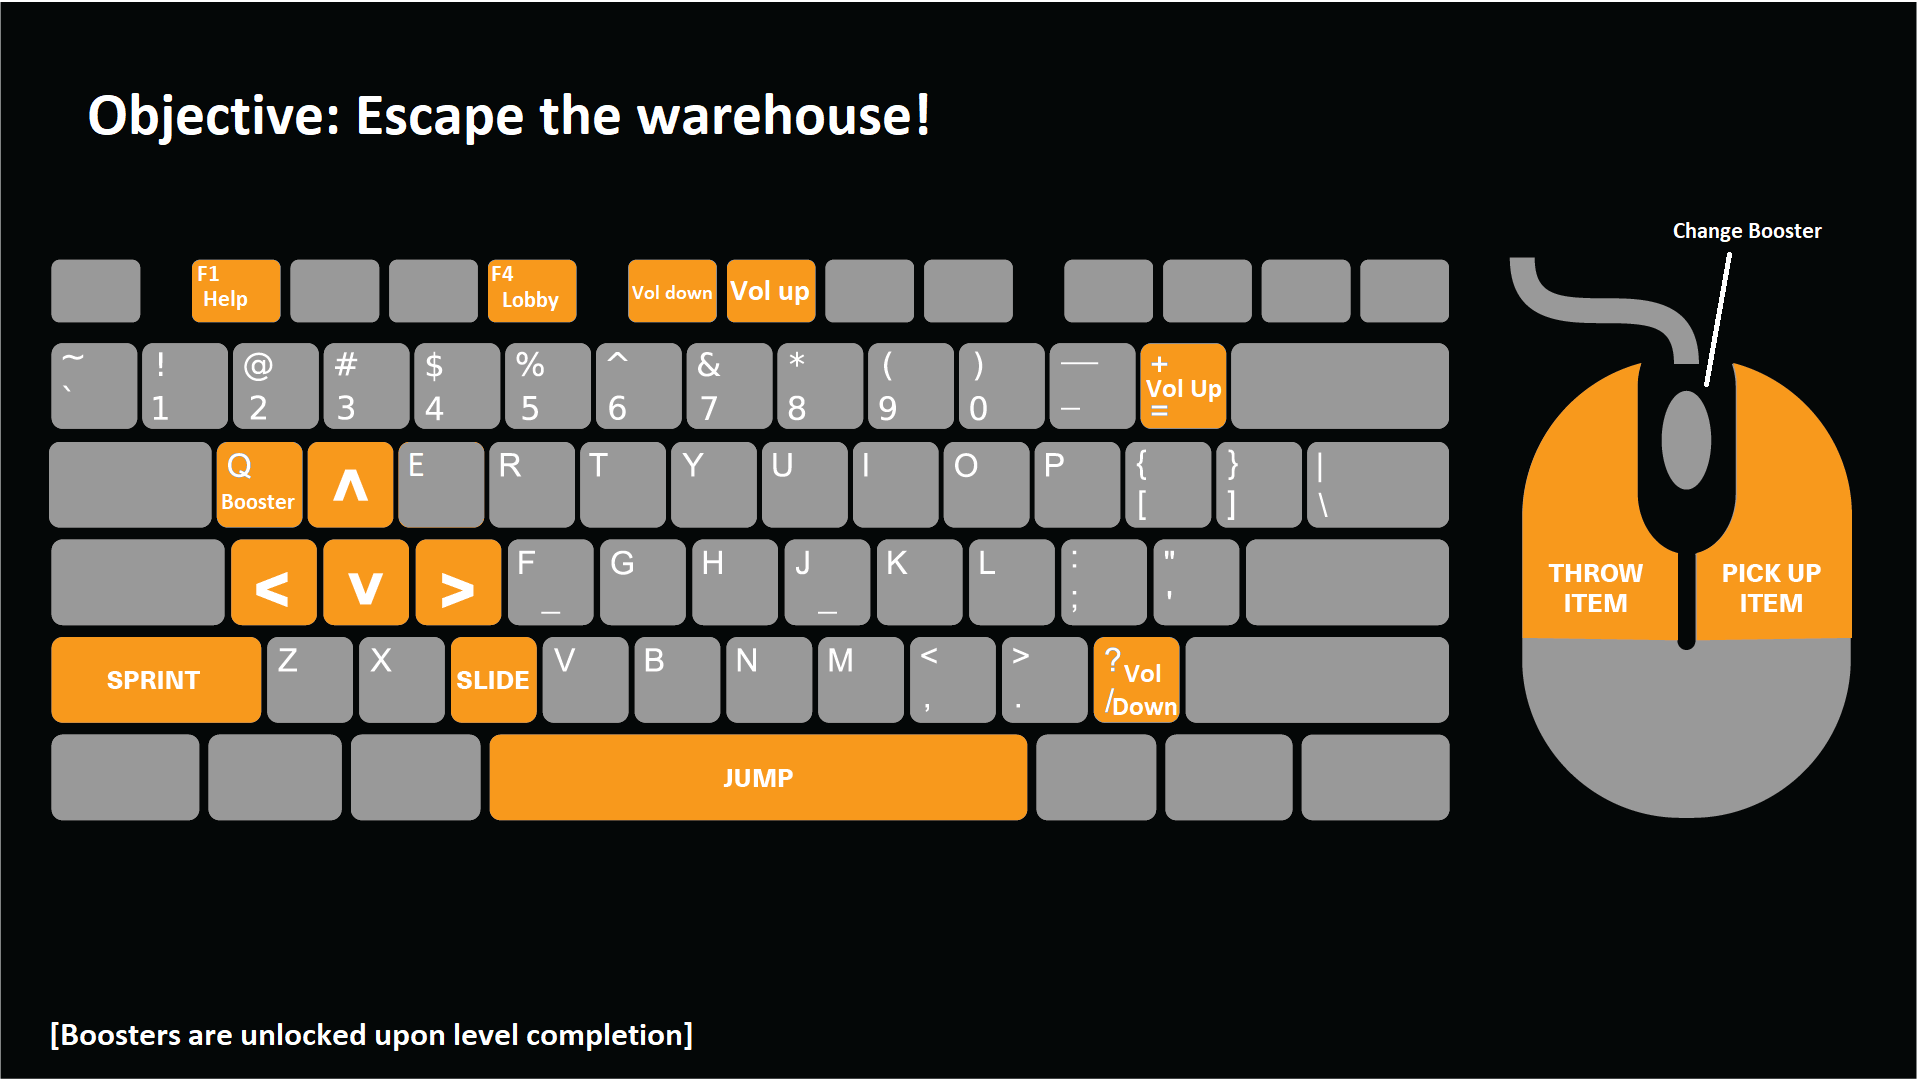 Objective: Escape the warehouse!
Change Booster
F1
Help
F4
Lobby
Vol down
Vol up
~
`
!
1
@
2
#
3
$
4
%
5
^
6
&
7
*
8
(
9
)
0
—
–
+
Vol Up
=
Q
Booster
^
E
R
T
Y
U
I
O
P
{
[
}
]
|
\
<
v
>
F
_
G
H
J
_
K
L
:
;
"
'
THROW
ITEM
PICK UP
ITEM
SPRINT
Z
X
SLIDE
V
B
N
M
<
,
>
.
? Vol
/Down
JUMP
[Boosters are unlocked upon level completion]